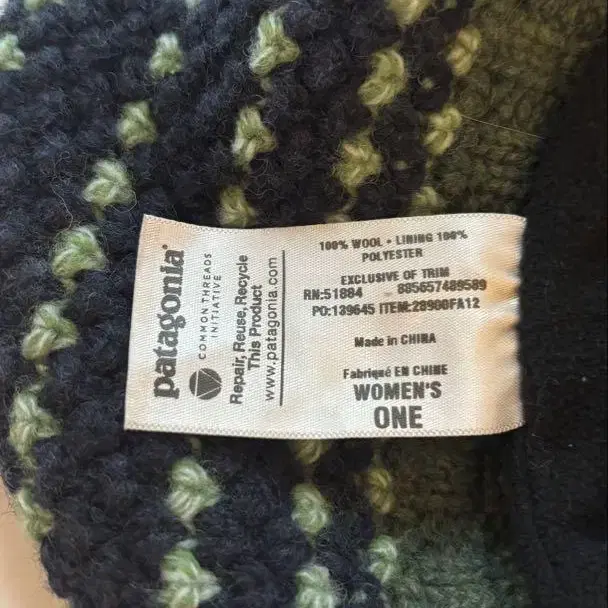 patagonia®
COMMON THREADS
INITIATIVE
Repair, Reuse, Recycle
This Product
www.patagonia.com
100% WOOL • LINING 100%
POLYESTER
EXCLUSIVE OF TRIM
RN:51884 885657489589
PO:139645 ITEM:28900FA12
Made in CHINA
Fabriqué EN CHINE
WOMEN'S
ONE